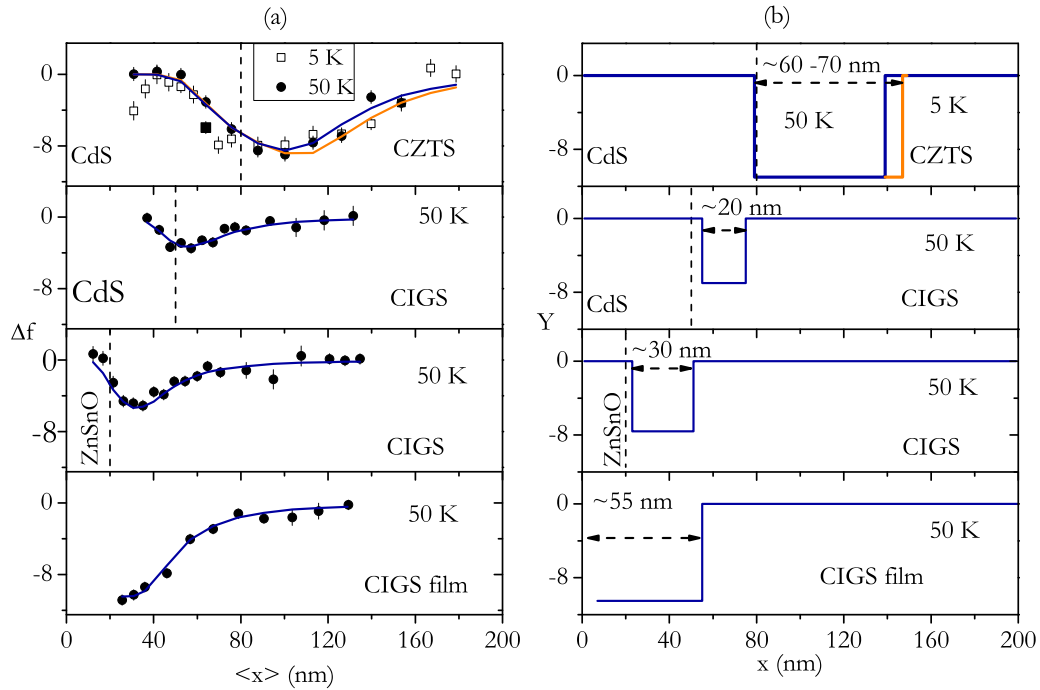 (a)
(b)
0
-8
5 K
50 K
CdS
CZTS
0
-8
~60 -70 nm
50 K
5 K
CdS
CZTS
0
-8
50 K
CdS
CIGS
0
-8
~20 nm
50 K
CdS
CIGS
Δf
0
-8
ZnSnO
50 K
CIGS
Y
0
-8
ZnSnO
~30 nm
50 K
CIGS
0
-8
50 K
CIGS film
0
-8
~55 nm
50 K
CIGS film
0 40 80 120 160 200
<x> (nm)
0 40 80 120 160 200
x (nm)